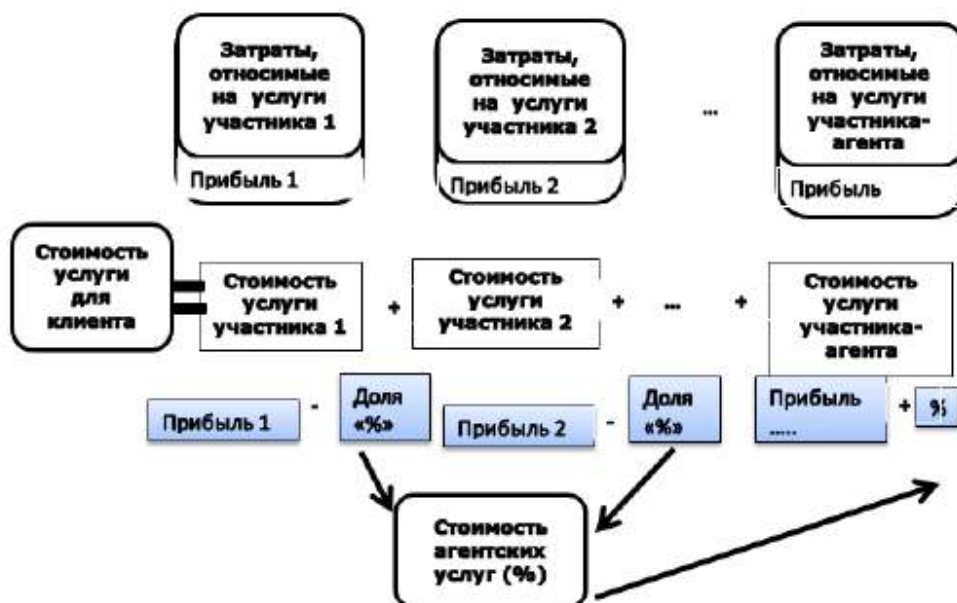 Затраты,
относимые
на услуги
участника 1
Прибыль 1
Затраты,
относимые
на услуги
участника 2
Прибыль 2
...
Затраты,
относимые
на услуги
участника-
агента
Прибыль
Стоимость
услуги
для
клиента
=
Стоимость
услуги
участника 1
+
Стоимость
услуги
участника 2
+ ... +
Стоимость
услуги
участника-
агента
Прибыль 1
-
Доля
«%»
Прибыль 2
-
Доля
«%»
Прибыль
.....
+
%
Стоимость
агентских
услуг (%)